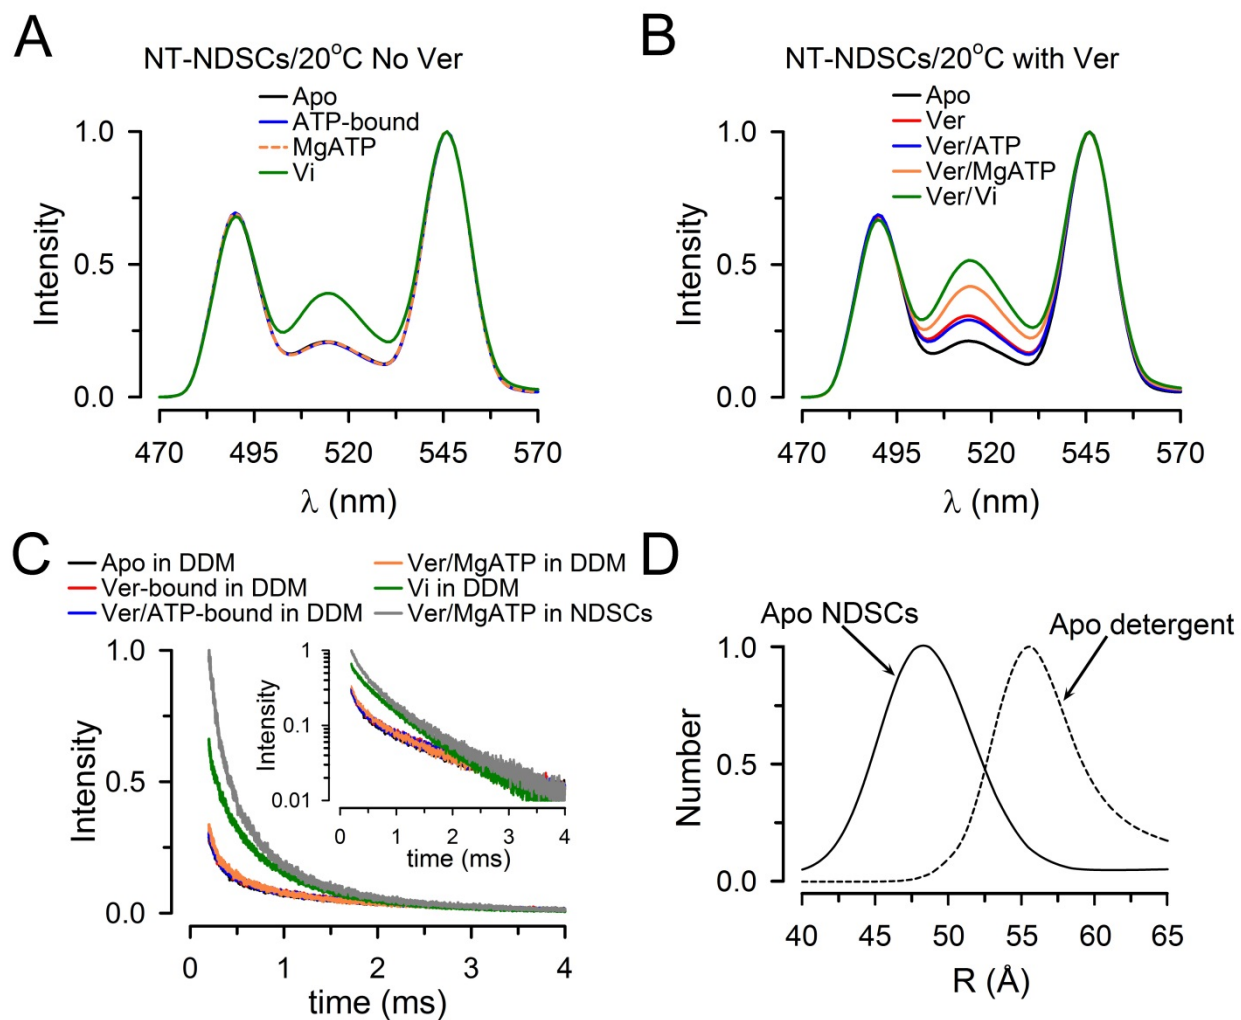 A
NT-NDSCs/20°C No Ver
Apo
ATP-bound
MgATP
Vi
1.0
0.5
0.0
Intensity
470 495 520 545 570
λ (nm)
B
NT-NDSCs/20°C with Ver
Apo
Ver
Ver/ATP
Ver/MgATP
Ver/Vi
1.0
0.5
0.0
Intensity
470 495 520 545 570
λ (nm)
C
Apo in DDM
Ver-bound in DDM
Ver/ATP-bound in DDM
Ver/MgATP in DDM
Vi in DDM
Ver/MgATP in NDSCs
1.0
0.5
0.0
Intensity
0 1 2 3 4
time (ms)
1
0.1
0.01
Intensity
0 1 2 3 4
time (ms)
D
Apo NDSCs
Apo detergent
1.0
0.5
0.0
Number
40 45 50 55 60 65
R (Å)